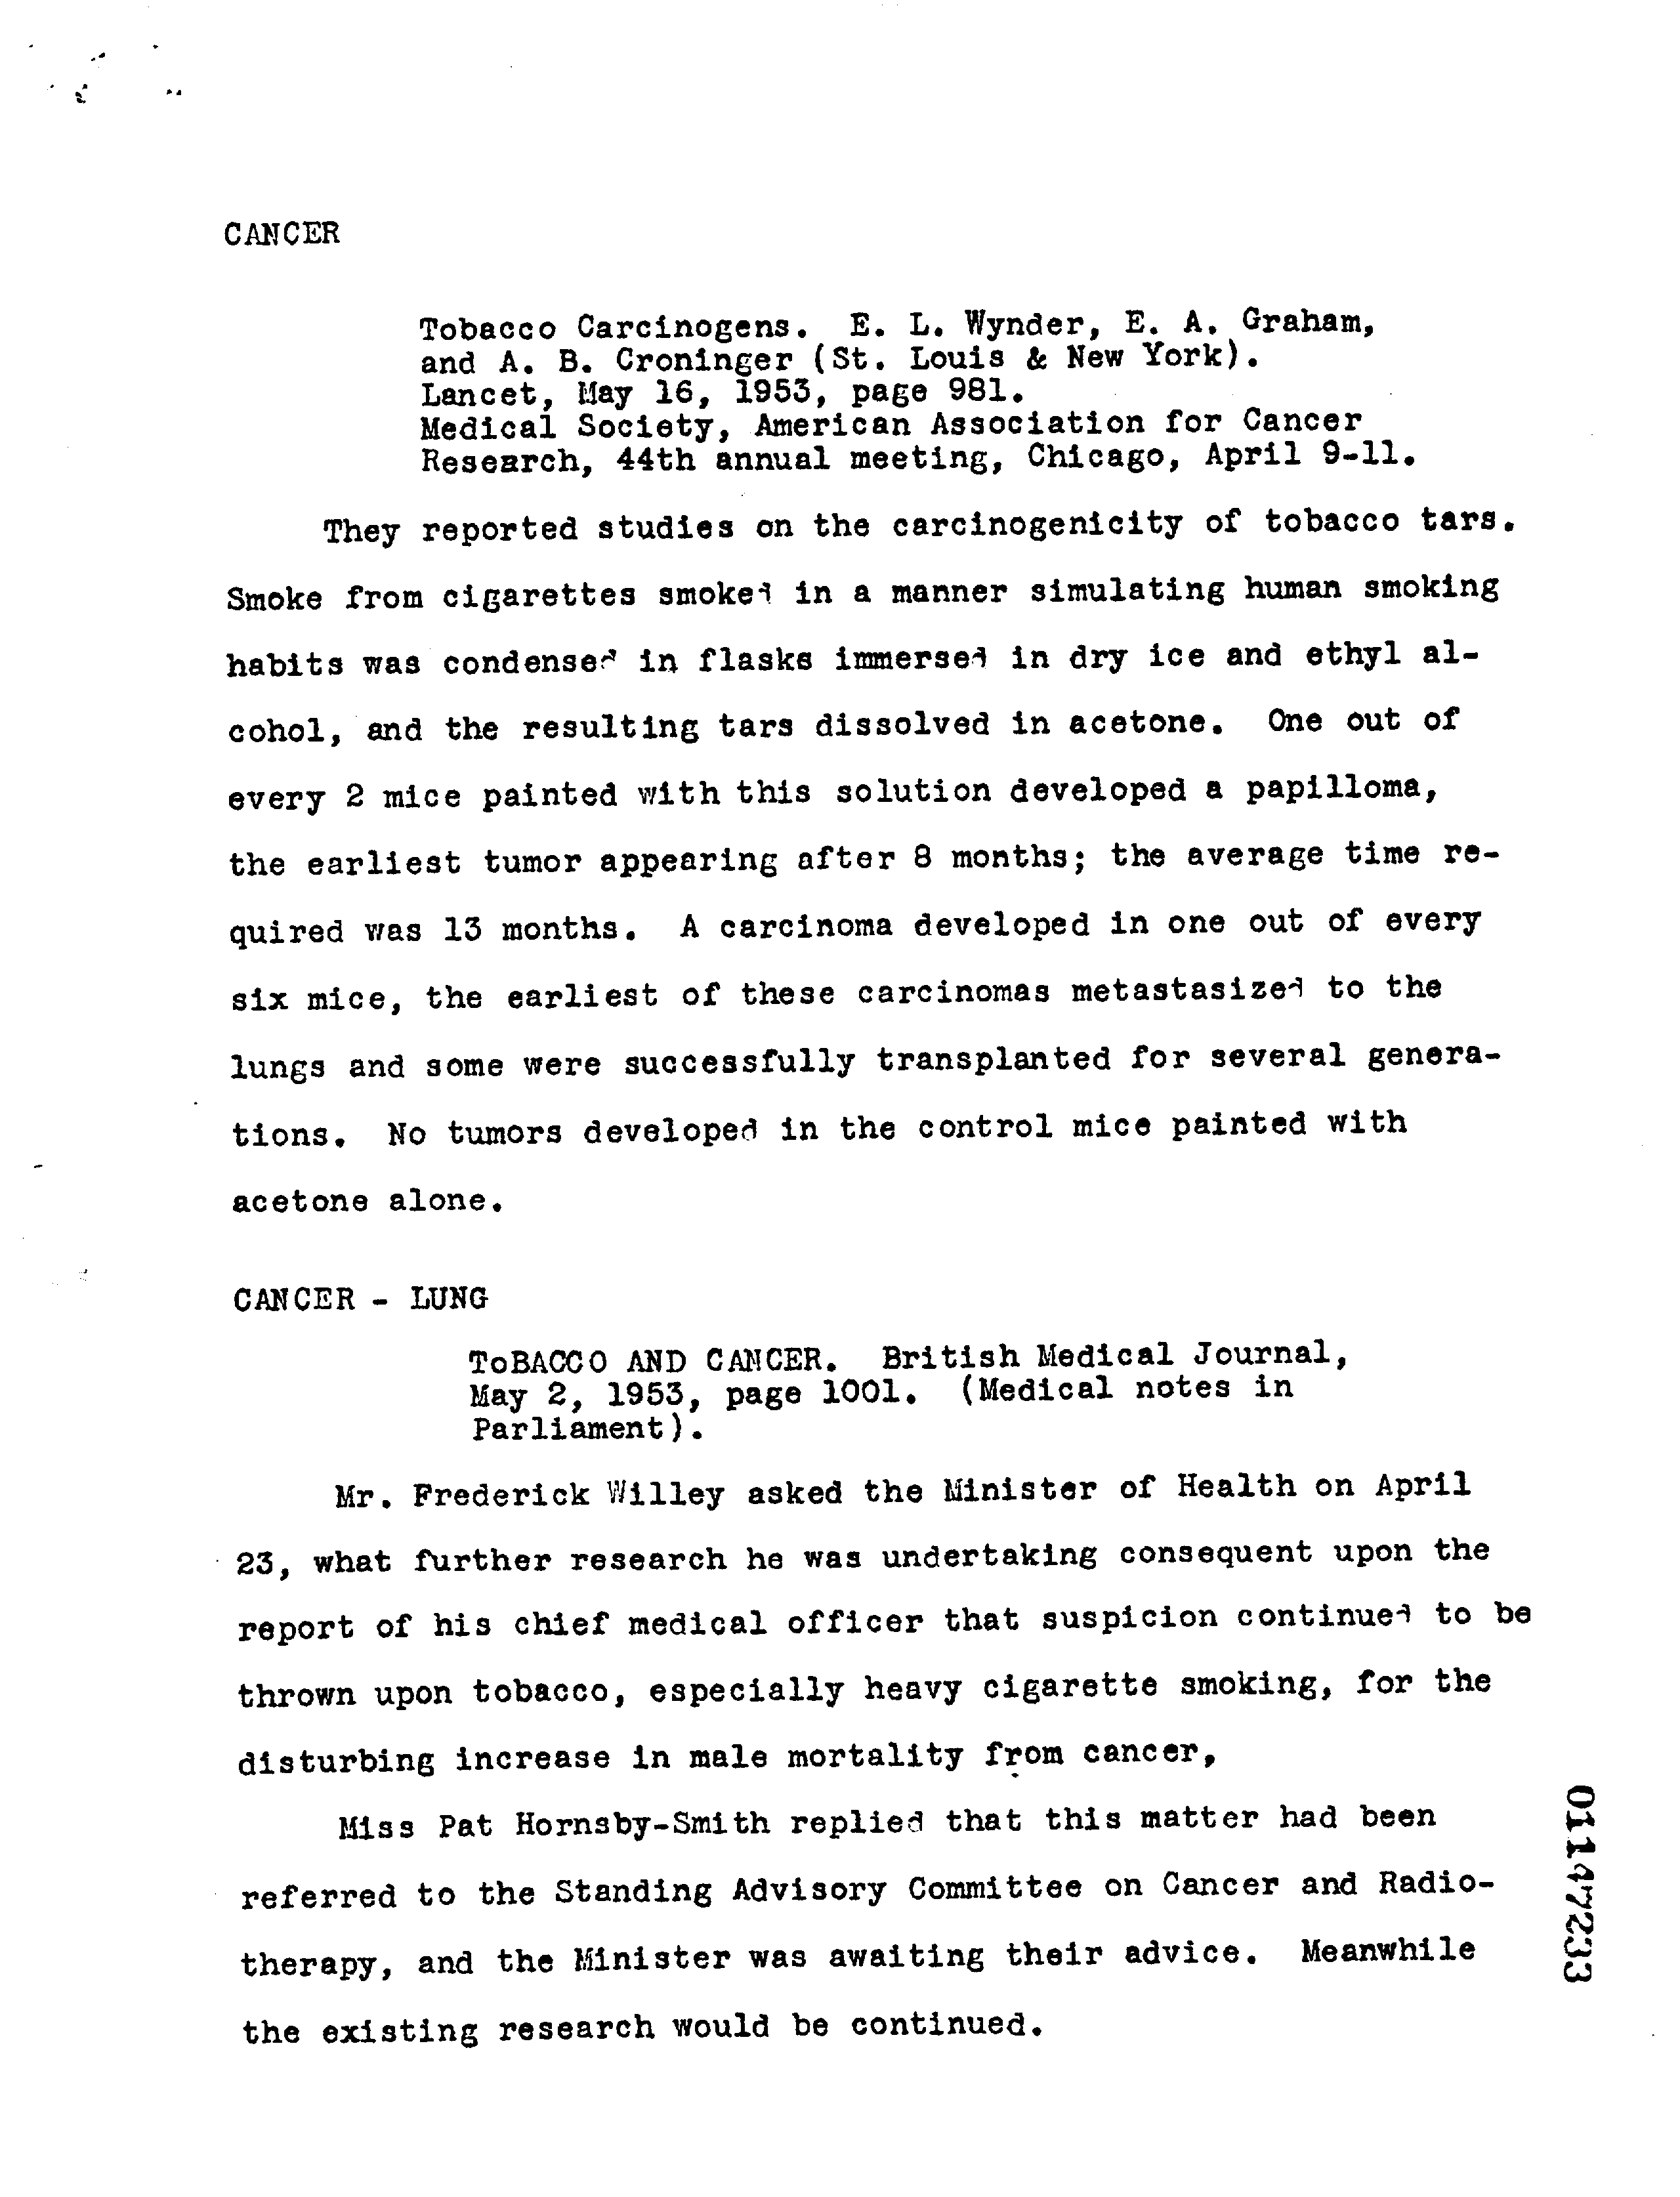 CANCER
Tobacco Carcinogens. E. L. Wynder, E. A. Graham,
and A. B. Croninger (St. Louis & New York).
Lancet, May 16, 1953, page 981.
Medical Society, American Association for Cancer
Research, 44th annual meeting, Chicago, April 9-11.
They reported studies on the carcinogenicity of tobacco tars.
Smoke from cigarettes smoked in a manner simulating human smoking
habits was condensed in flasks immersed in dry ice and ethyl al-
cohol, and the resulting tars dissolved in acetone. One out of
every 2 mice painted with this solution developed a papilloma,
the earliest tumor appearing after 8 months; the average time re-
quired was 13 months. A carcinoma developed in one out of every
six mice, the earliest of these carcinomas metastasized to the
lungs and some were successfully transplanted for several genera-
tions. No tumors developed in the control mice painted with
acetone alone.
CANCER - LUNG
ToBACCO AND CANCER. British Medical Journal,
May 2, 1953, page 1001. (Medical notes in
Parliament).
Mr. Frederick Willey asked the Minister of Health on April
23, what further research he was undertaking consequent upon the
report of his chief medical officer that suspicion continued to be
thrown upon tobacco, especially heavy cigarette smoking, for the
disturbing increase in male mortality from cancer,
Miss Pat Hornsby-Smith replied that this matter had been
referred to the Standing Advisory Committee on Cancer and Radio-
therapy, and the Minister was awaiting their advice. Meanwhile
the existing research would be continued.
01147233